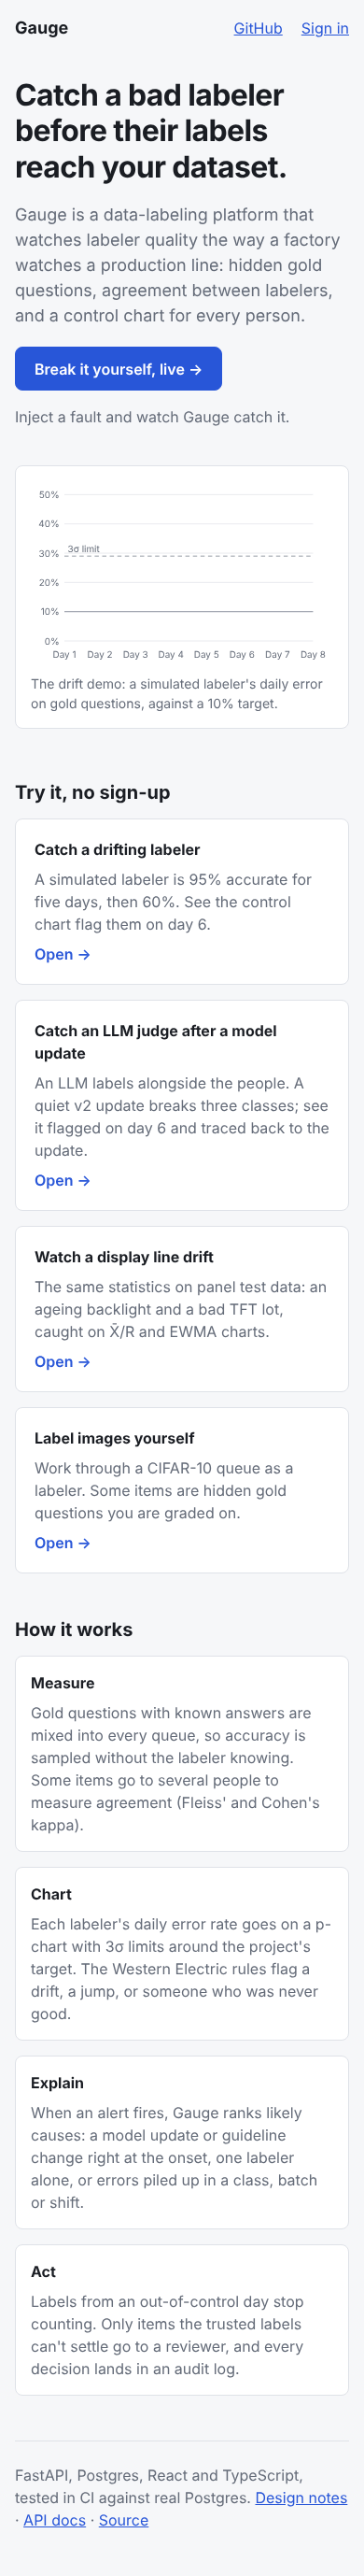 Gauge GitHub Sign in
Catch a bad labeler
before their labels
reach your dataset.
Gauge is a data-labeling platform that
watches labeler quality the way a factory
watches a production line: hidden gold
questions, agreement between labelers,
and a control chart for every person.
Break it yourself, live →
Inject a fault and watch Gauge catch it.
50%
40%
30% 3σ limit
20%
10%
0%
Day 1 Day 2 Day 3 Day 4 Day 5 Day 6 Day 7 Day 8
The drift demo: a simulated labeler's daily error
on gold questions, against a 10% target.
Try it, no sign-up
Catch a drifting labeler
A simulated labeler is 95% accurate for
five days, then 60%. See the control
chart flag them on day 6.
Open →
Catch an LLM judge after a model
update
An LLM labels alongside the people. A
quiet v2 update breaks three classes; see
it flagged on day 6 and traced back to the
update.
Open →
Watch a display line drift
The same statistics on panel test data: an
ageing backlight and a bad TFT lot,
caught on X̄/R and EWMA charts.
Open →
Label images yourself
Work through a CIFAR-10 queue as a
labeler. Some items are hidden gold
questions you are graded on.
Open →
How it works
Measure
Gold questions with known answers are
mixed into every queue, so accuracy is
sampled without the labeler knowing.
Some items go to several people to
measure agreement (Fleiss' and Cohen's
kappa).
Chart
Each labeler's daily error rate goes on a p-
chart with 3σ limits around the project's
target. The Western Electric rules flag a
drift, a jump, or someone who was never
good.
Explain
When an alert fires, Gauge ranks likely
causes: a model update or guideline
change right at the onset, one labeler
alone, or errors piled up in a class, batch
or shift.
Act
Labels from an out-of-control day stop
counting. Only items the trusted labels
can't settle go to a reviewer, and every
decision lands in an audit log.
FastAPI, Postgres, React and TypeScript,
tested in CI against real Postgres. Design notes
· API docs · Source